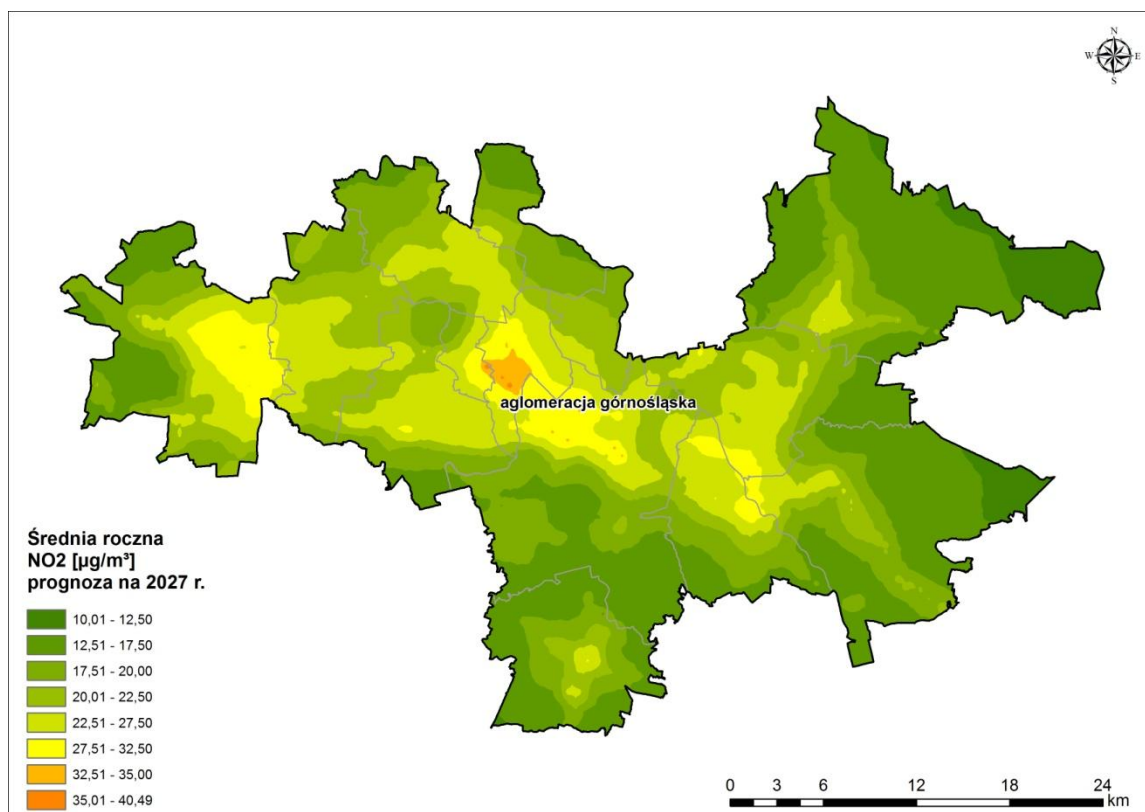 N
W E
S
aglomeracja górnośląska
Średnia roczna
NO2 [µg/m³]
prognoza na 2027 r.
10,01 - 12,50
12,51 - 17,50
17,51 - 20,00
20,01 - 22,50
22,51 - 27,50
27,51 - 32,50
32,51 - 35,00
35,01 - 40,49
0 3 6 12 18 24
km